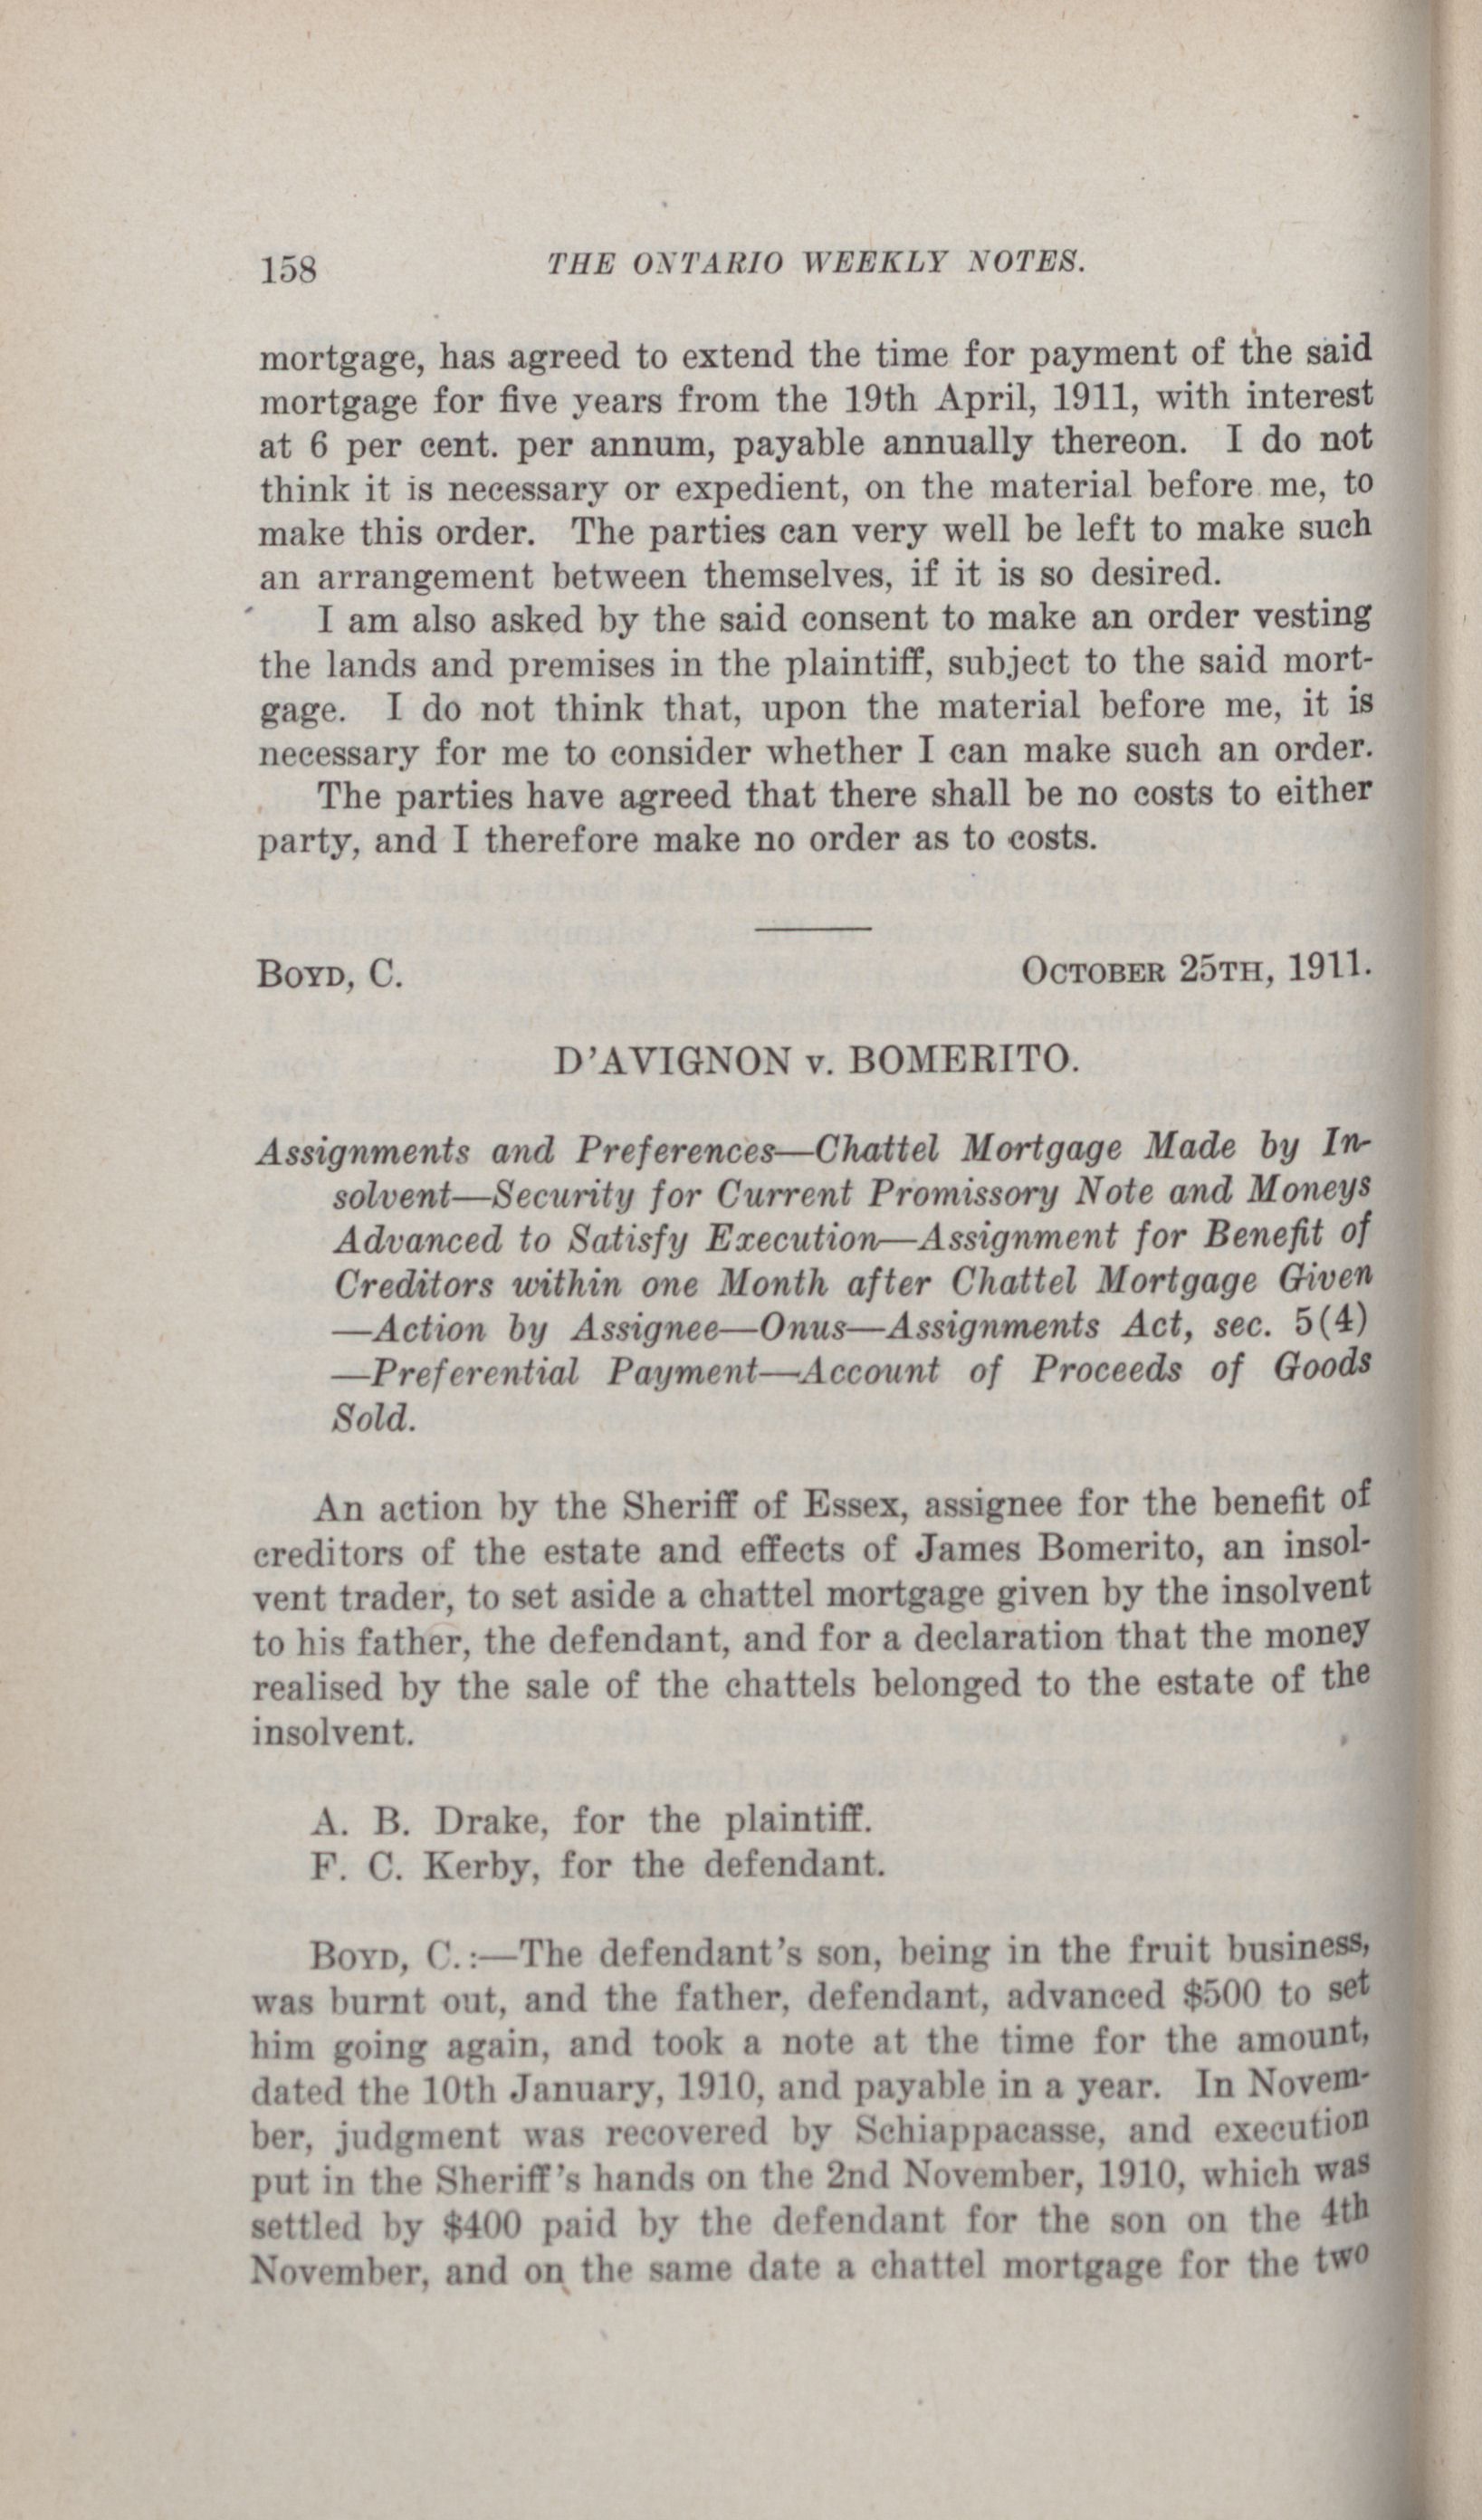 158
THE ONTARIO WEEKLY NOTES.
mortgage, has agreed to extend the time for payment of the said
mortgage for five years from the 19th April, 1911, with interest
at 6 per cent. per annum, payable annually thereon. I do not
think it is necessary or expedient, on the material before me, to
make this order. The parties can very well be left to make such
an arrangement between themselves, if it is so desired.
I am also asked by the said consent to make an order vesting
the lands and premises in the plaintiff, subject to the said mort-
gage. I do not think that, upon the material before me, it is
necessary for me to consider whether I can make such an order.
The parties have agreed that there shall be no costs to either
party, and I therefore make no order as to costs.
BOYD, C.
OCTOBER 25TH, 1911.
D'AVIGNON v. BOMERITO.
Assignments and Preferences—Chattel Mortgage Made by In-
solvent—Security for Current Promissory Note and Moneys
Advanced to Satisfy Execution—Assignment for Benefit of
Creditors within one Month after Chattel Mortgage Given
—Action by Assignee—Onus—Assignments Act, sec. 5(4)
—Preferential Payment—Account of Proceeds of Goods
Sold.
An action by the Sheriff of Essex, assignee for the benefit of
creditors of the estate and effects of James Bomerito, an insol-
vent trader, to set aside a chattel mortgage given by the insolvent
to his father, the defendant, and for a declaration that the money
realised by the sale of the chattels belonged to the estate of the
insolvent.
A. B. Drake, for the plaintiff.
F. C. Kerby, for the defendant.
BOYD, C.:—The defendant's son, being in the fruit business,
was burnt out, and the father, defendant, advanced $500 to set
him going again, and took a note at the time for the amount,
dated the 10th January, 1910, and payable in a year. In Novem-
ber, judgment was recovered by Schiappacasse, and execution
put in the Sheriff's hands on the 2nd November, 1910, which was
settled by $400 paid by the defendant for the son on the 4th
November, and on the same date a chattel mortgage for the two